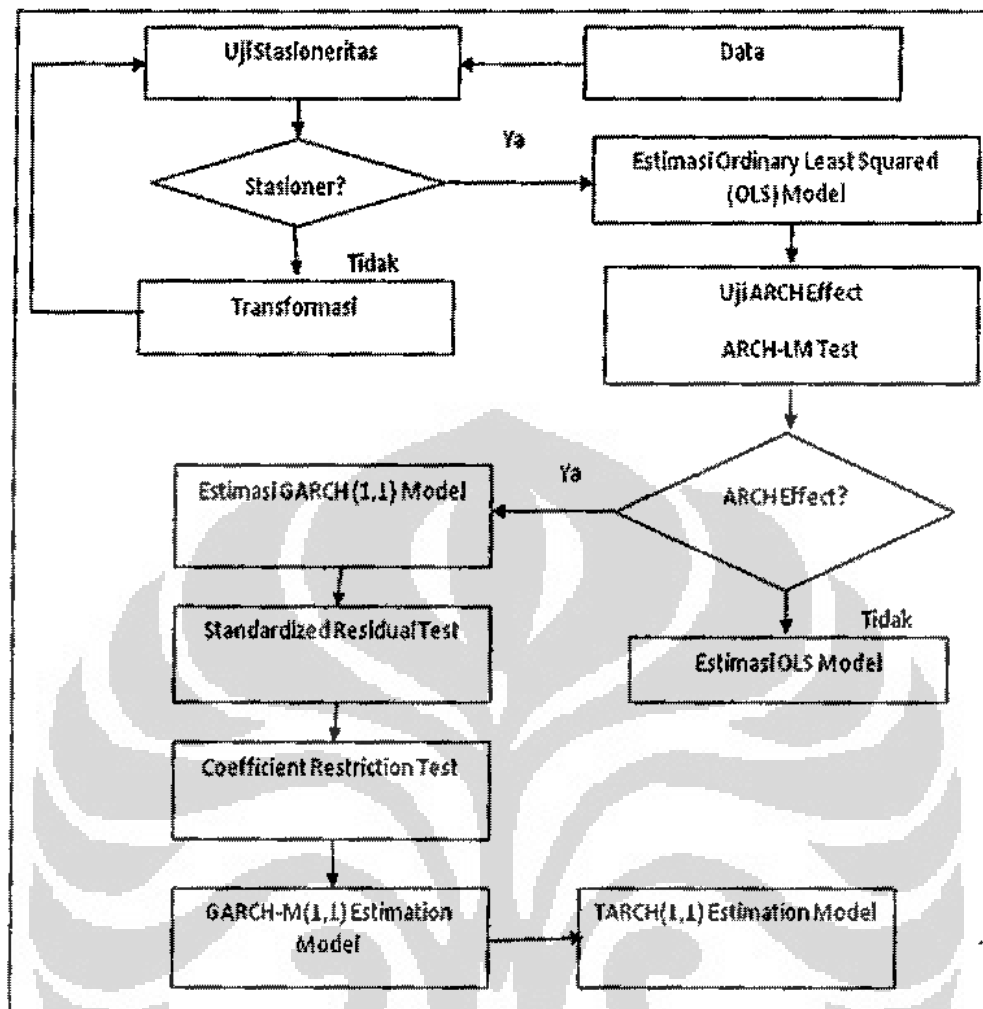 Uji Stasioneritas
Data
Stasioner?
Ya
Estimasi Ordinary Least Squared
(OLS) Model
Tidak
Transformasi
Uji ARCH Effect
ARCH-LM Test
ARCH Effect?
Ya
Estimasi GARCH (1,1) Model
Tidak
Estimasi OLS Model
Standardized Residual Test
Coefficient Restriction Test
GARCH-M(1,1) Estimation
Model
TARCH(1,1) Estimation Model